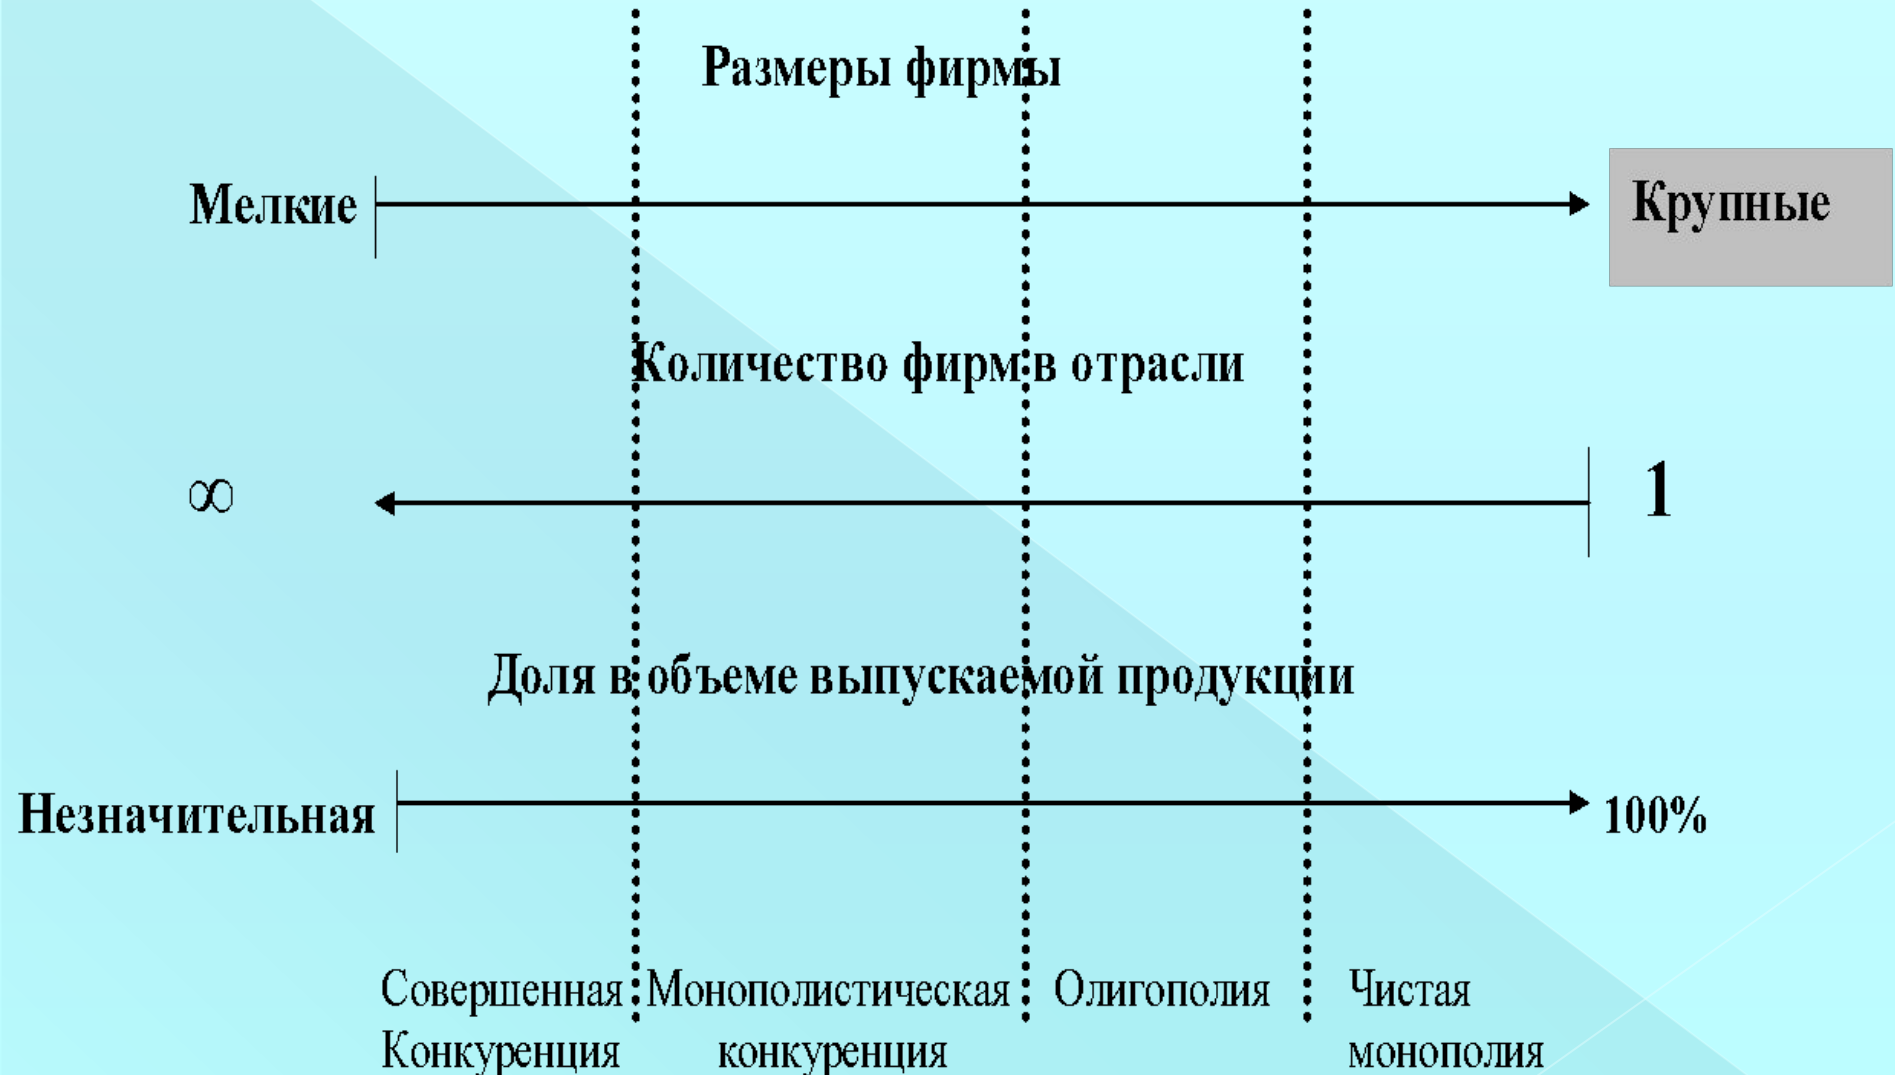 Размеры фирмы
Мелкие
Крупные
Количество фирм в отрасли
∞
1
Доля в объеме выпускаемой продукции
Незначительная
100%
Совершенная
Конкуренция
Монополистическая
конкуренция
Олигополия
Чистая
монополия